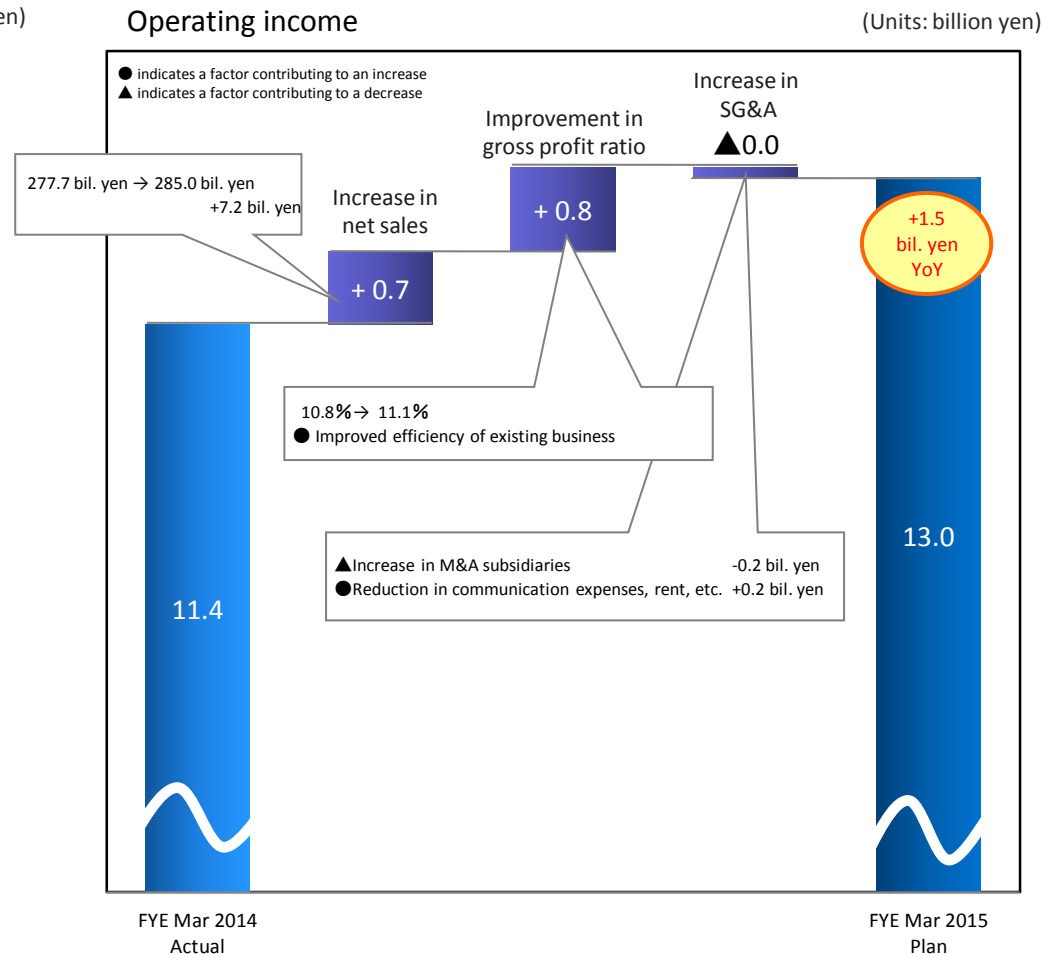 en)
Operating income
(Units: billion yen)
● indicates a factor contributing to an increase
▲ indicates a factor contributing to a decrease
Increase in
SG&A
▲0.0
Improvement in
gross profit ratio
277.7 bil. yen → 285.0 bil. yen
+7.2 bil. yen
Increase in
net sales
+ 0.8
+1.5
bil. yen
YoY
+ 0.7
10.8%→ 11.1%
● Improved efficiency of existing business
▲Increase in M&A subsidiaries -0.2 bil. yen
●Reduction in communication expenses, rent, etc. +0.2 bil. yen
13.0
11.4
FYE Mar 2014
Actual
FYE Mar 2015
Plan